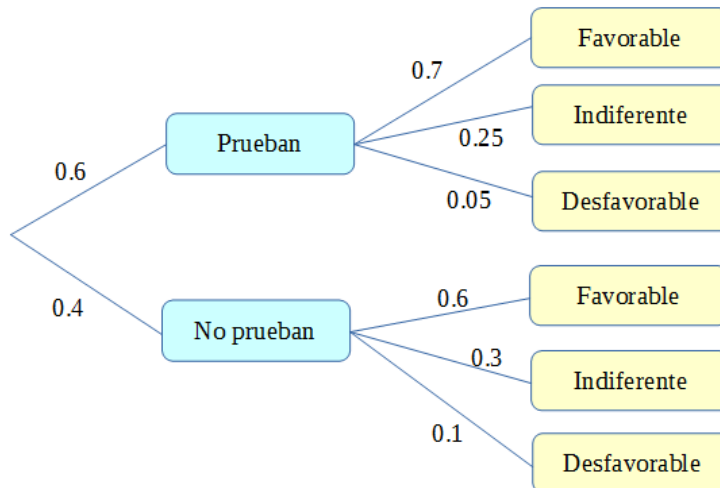 Favorable
0.7
Indiferente
Prueban
0.25
0.6
0.05
Desfavorable
0.4
No prueban
0.6
Favorable
0.3
Indiferente
0.1
Desfavorable